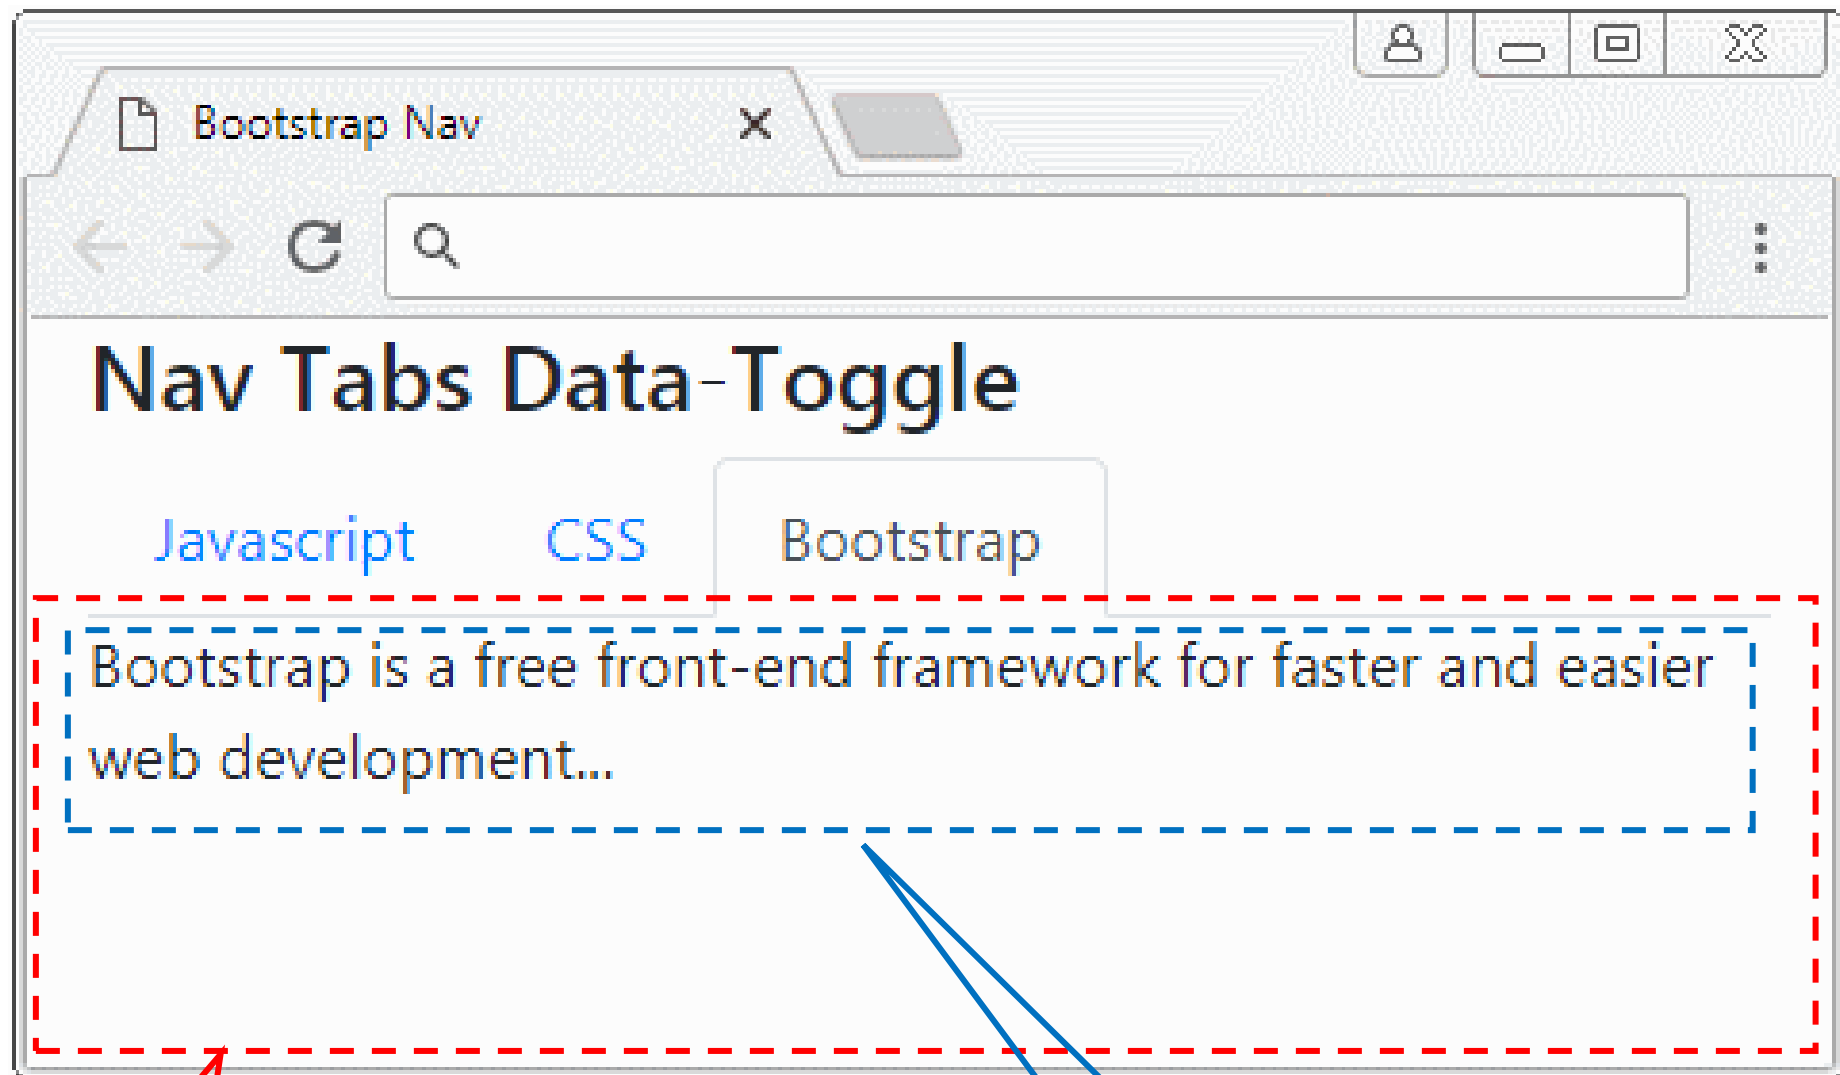 Bootstrap Nav
Nav Tabs Data-Toggle
Javascript CSS Bootstrap
Bootstrap is a free front-end framework for faster and easier
web development...